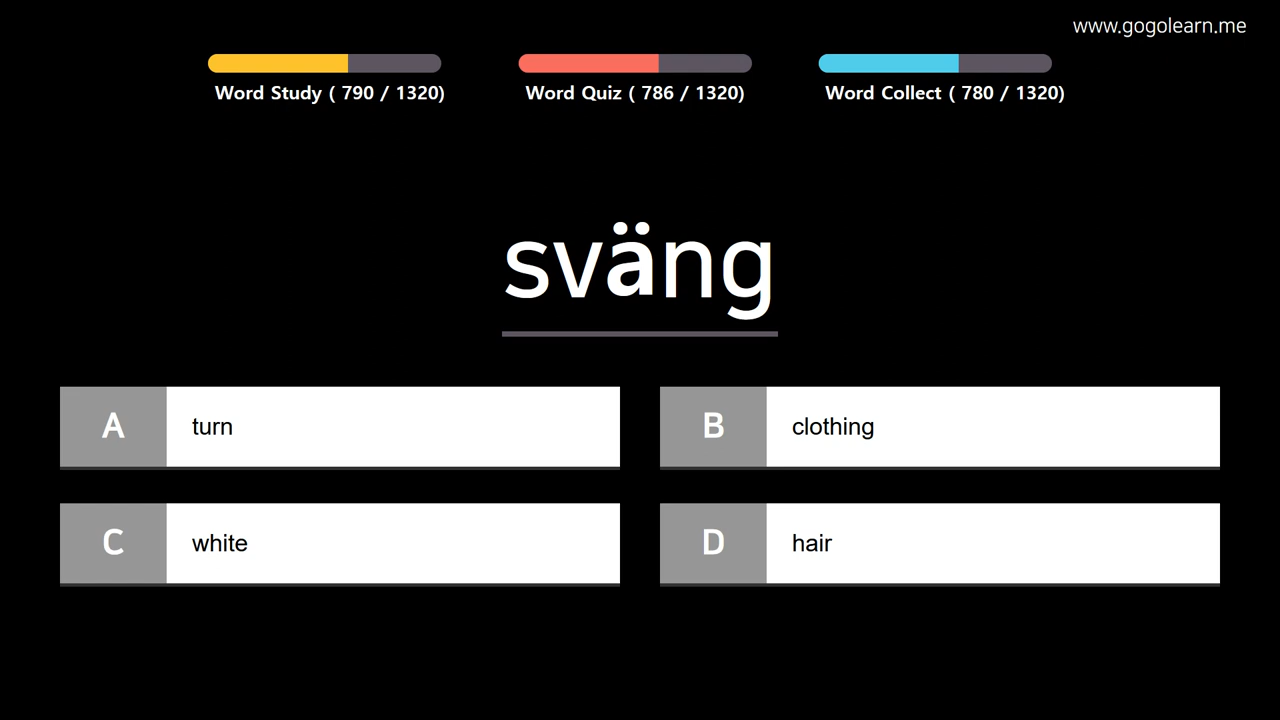 www.gogolearn.me
Word Study ( 790 / 1320)
Word Quiz ( 786 / 1320)
Word Collect ( 780 / 1320)
sväng
A turn
B clothing
C white
D hair